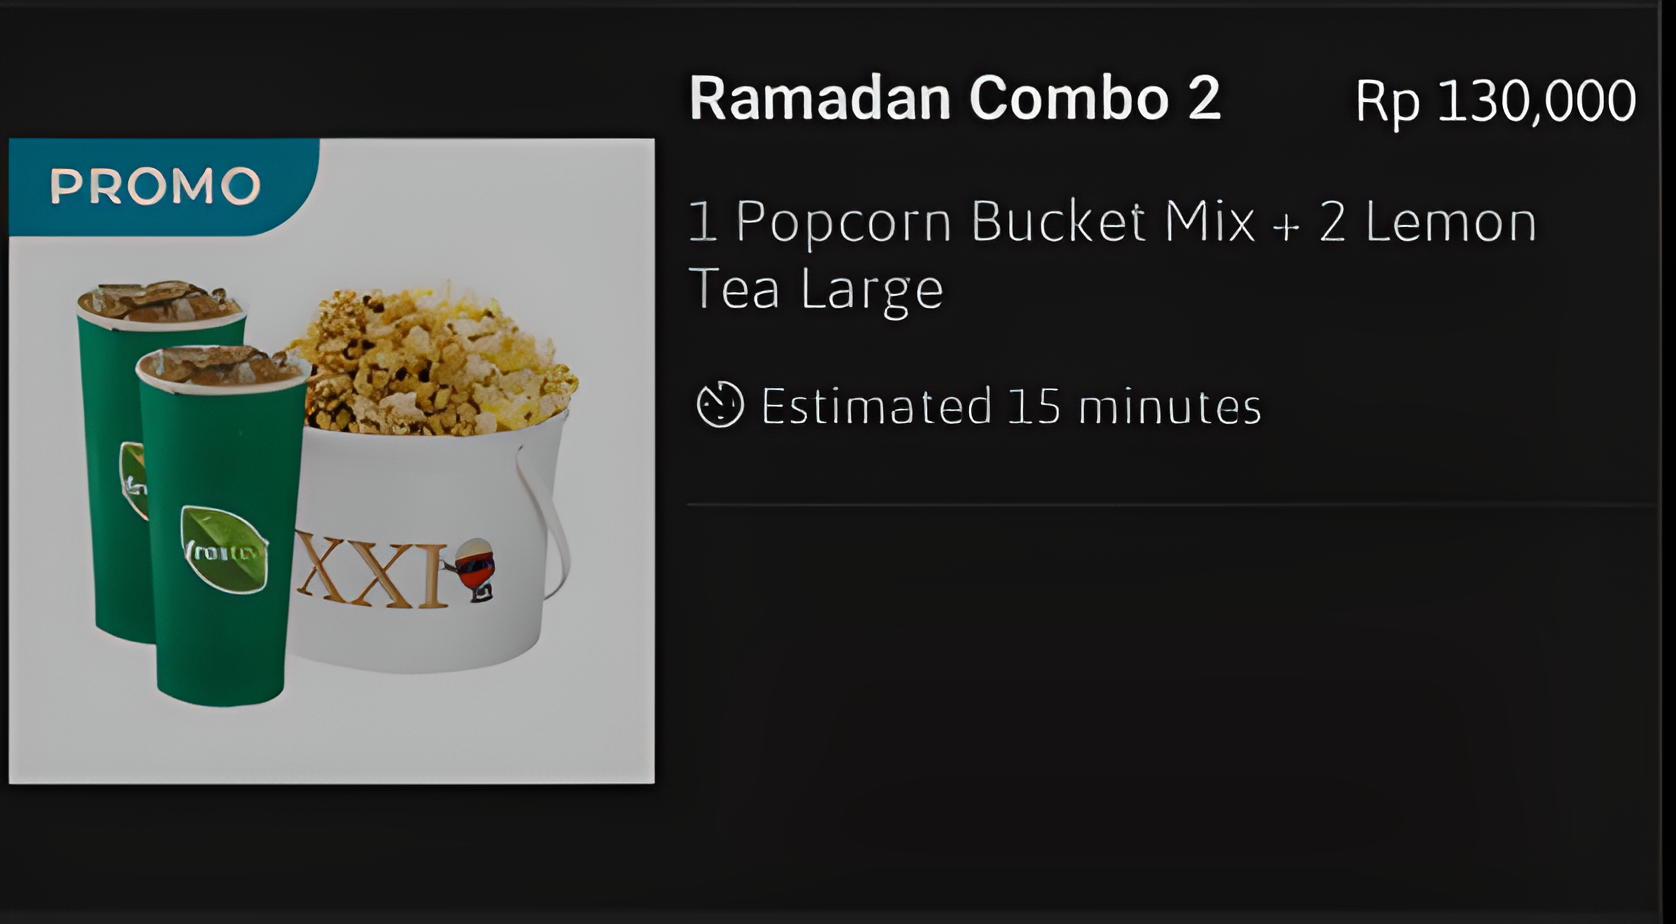 Ramadan Combo 2
Rp 130,000
PROMO
1 Popcorn Bucket Mix + 2 Lemon
Tea Large
Estimated 15 minutes
XXI